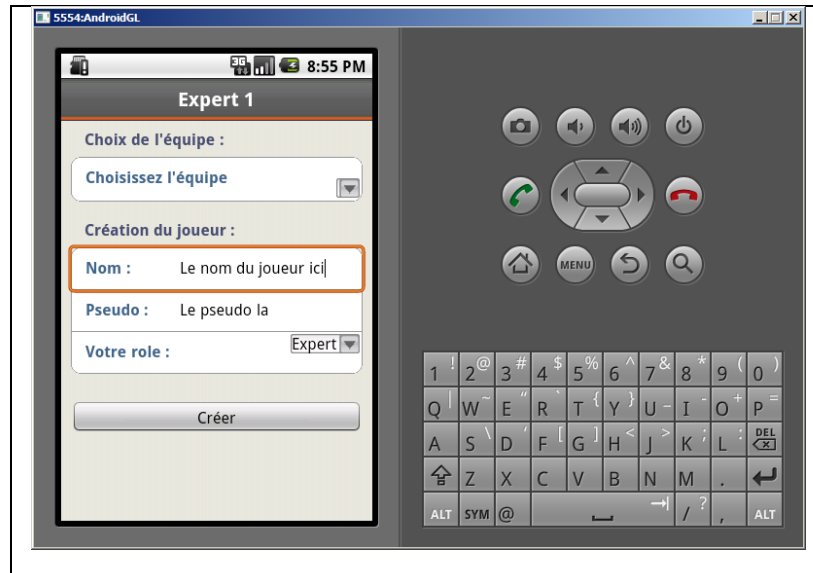 5554:AndroidGL
3G 8:55 PM
Expert 1
Choix de l'équipe :
Choisissez l'équipe
Création du joueur :
Nom : Le nom du joueur ici
Pseudo : Le pseudo la
Votre role : Expert
Créer
MENU
1 ! 2 @ 3 # 4 $ 5 % 6 ^ 7 & 8 * 9 ( 0 )
Q | W ~ E " R ` T { Y } U - I - O + P =
A S \ D ' F [ G ] H < J > K ; L : DEL
Z X C V B N M .
ALT SYM @ / ? , ALT